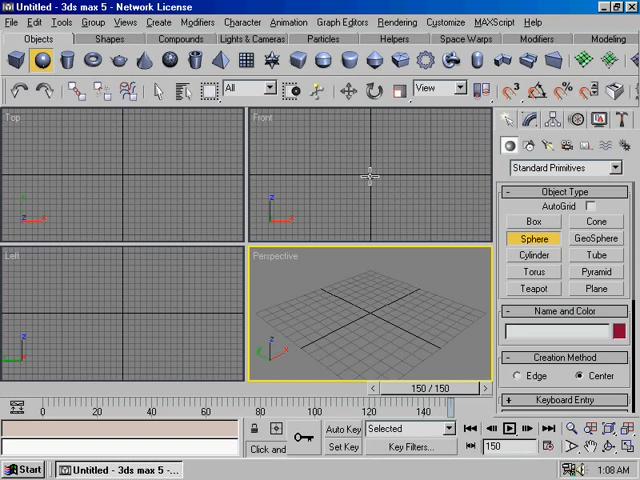 Untitled - 3ds max 5 - Network License
File Edit Tools Group Views Create Modifiers Character Animation Graph Editors Rendering Customize MAXScript Help
Objects Shapes Compounds Lights & Cameras Particles Helpers Space Warps Modifiers Modeling
All View 3
Top Front
x z x
Standard Primitives
- Object Type
AutoGrid
Box Cone
Sphere GeoSphere
Left Perspective
Cylinder Tube
Torus Pyramid
Teapot Plane
- Name and Color
z z x
- Creation Method
Edge Center
< 150 / 150 >
+ Keyboard Entry
0 20 40 60 80 100 120 140
Auto Key Selected
Click and Set Key Key Filters... 150
Start Untitled - 3ds max 5 -... 1:08 AM